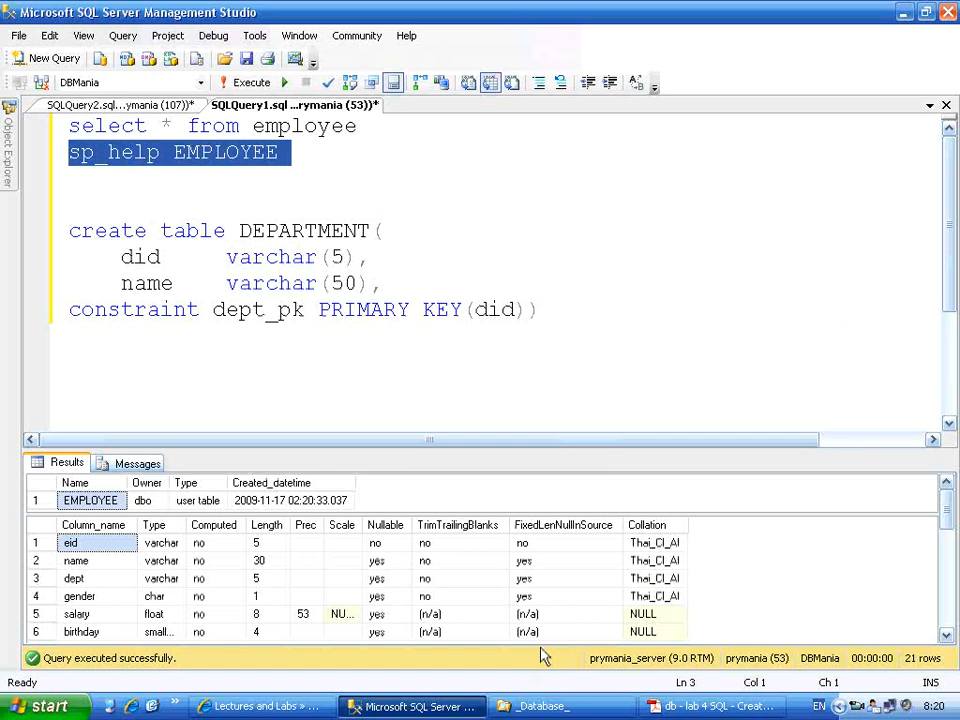 Microsoft SQL Server Management Studio
File Edit View Query Project Debug Tools Window Community Help
New Query
DBMania Execute
SQLQuery2.sql...ymania (107))* SQLQuery1.sql ...rymania (53))*
Object Explorer
select * from employee
sp_help EMPLOYEE
create table DEPARTMENT(
did varchar(5),
name varchar(50),
constraint dept_pk PRIMARY KEY(did))
Results Messages
Name Owner Type Created_datetime
1 EMPLOYEE dbo user table 2009-11-17 02:20:33.037
Column_name Type Computed Length Prec Scale Nullable TrimTrailingBlanks FixedLenNullInSource Collation
1 eid varchar no 5 no no no Thai_CI_AI
2 name varchar no 30 yes no yes Thai_CI_AI
3 dept varchar no 5 yes no yes Thai_CI_AI
4 gender char no 1 yes no yes Thai_CI_AI
5 salary float no 8 53 NU... yes (n/a) (n/a) NULL
6 birthday small... no 4 yes (n/a) (n/a) NULL
Query executed successfully. prymania_server (9.0 RTM) prymania (53) DBMania 00:00:00 21 rows
Ready Ln 3 Col 1 Ch 1 INS
start Lectures and Labs » ... Microsoft SQL Server ... _Database_ db - lab 4 SQL - Creat... EN 8:20